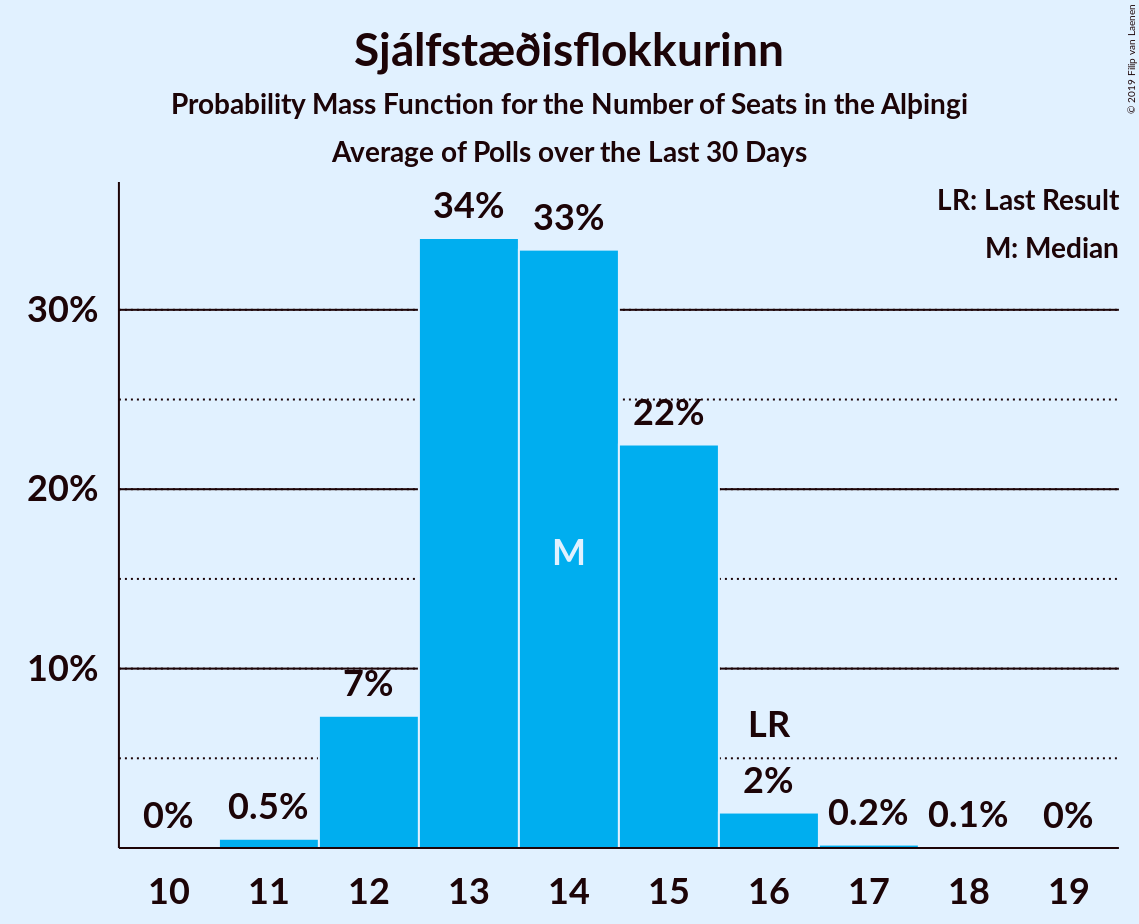 Sjálfstæðisflokkurinn
Probability Mass Function for the Number of Seats in the Alþingi
Average of Polls over the Last 30 Days
© 2019 Filip van Laenen
LR: Last Result
M: Median
34%
33%
30%
22%
20%
M
10%
7%
LR
2%
0%
0.5%
0.2%
0.1%
0%
10 11 12 13 14 15 16 17 18 19